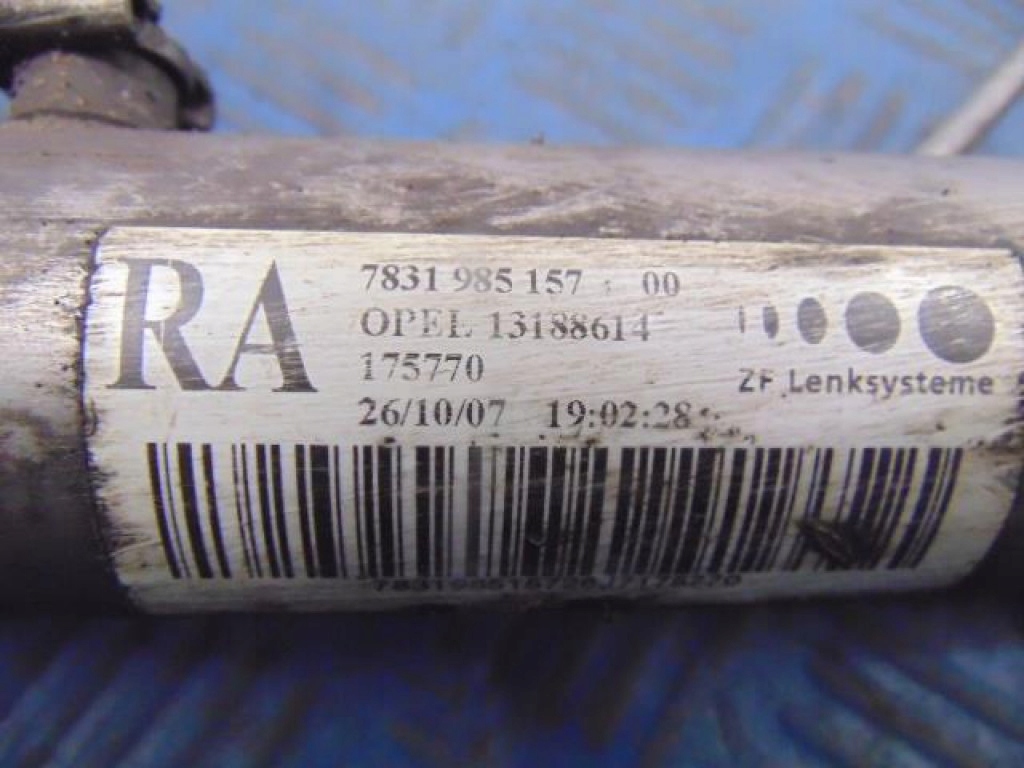 RA
7831 985 157 : 00
OPEL 13188614
175770
26/10/07 19:02:28
ZF Lenksysteme